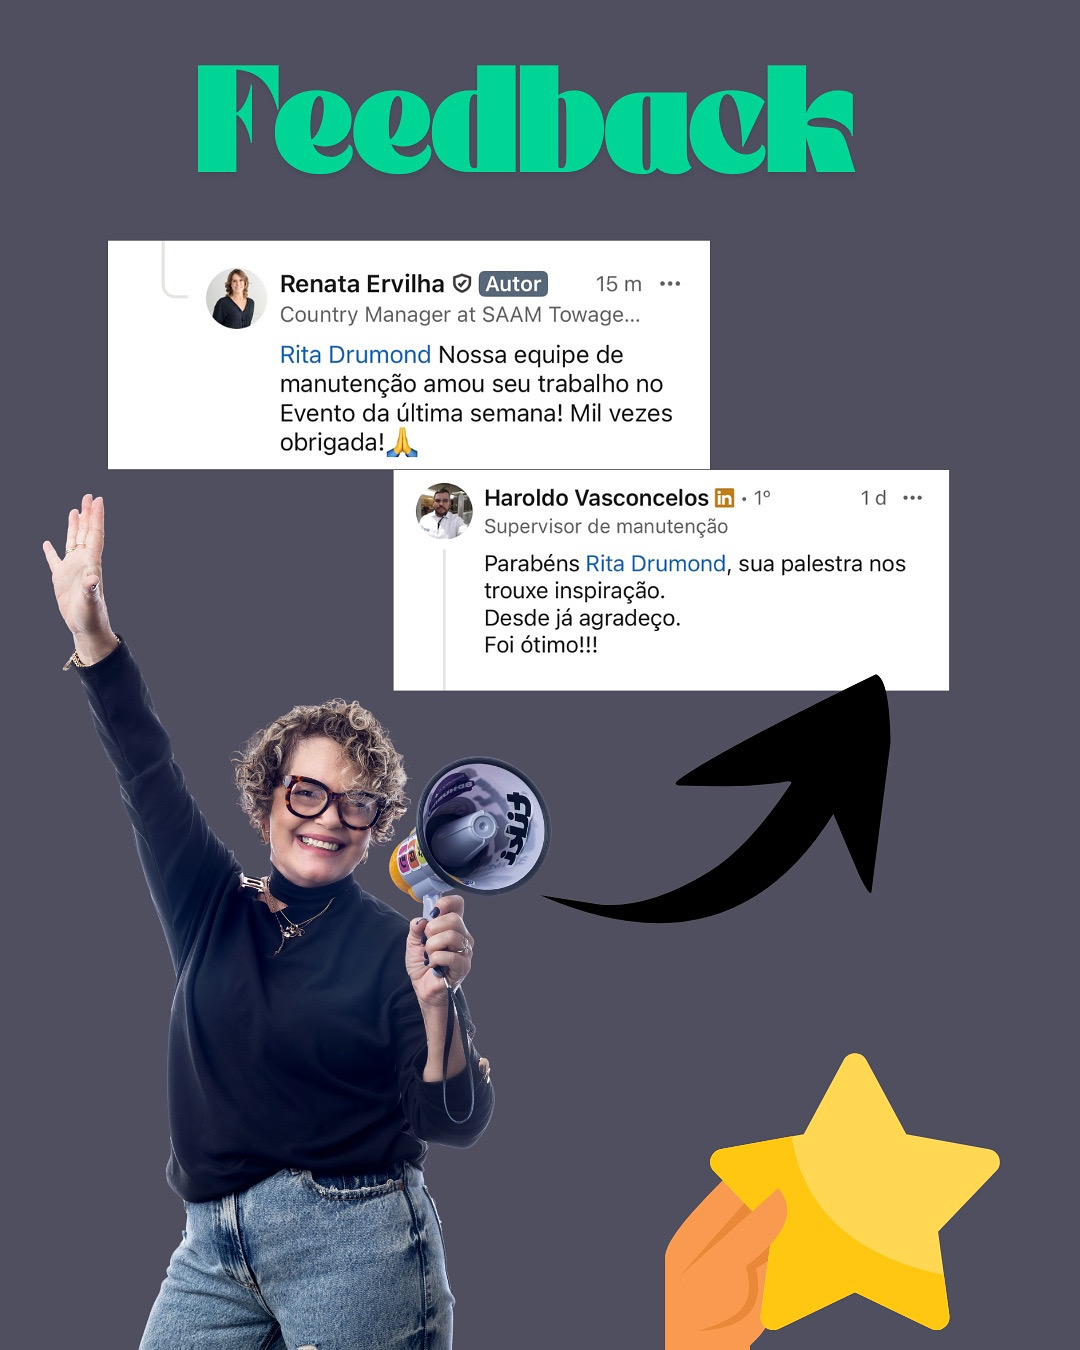 Feedback
Renata Ervilha Autor 15 m
Country Manager at SAAM Towage...
Rita Drumond Nossa equipe de
manutenção amou seu trabalho no
Evento da última semana! Mil vezes
obrigada!🙏
Haroldo Vasconcelos in • 1º 1 d
Supervisor de manutenção
Parabéns Rita Drumond, sua palestra nos
trouxe inspiração.
Desde já agradeço.
Foi ótimo!!!